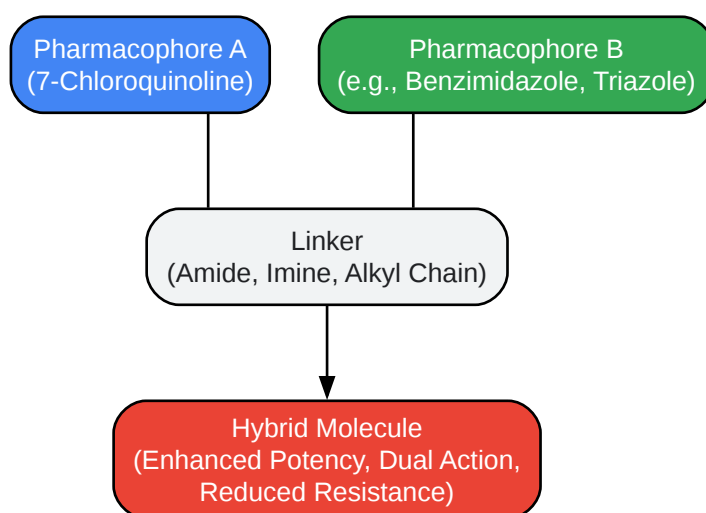 Pharmacophore A
(7-Chloroquinoline)
Pharmacophore B
(e.g., Benzimidazole, Triazole)
Linker
(Amide, Imine, Alkyl Chain)
Hybrid Molecule
(Enhanced Potency, Dual Action,
Reduced Resistance)